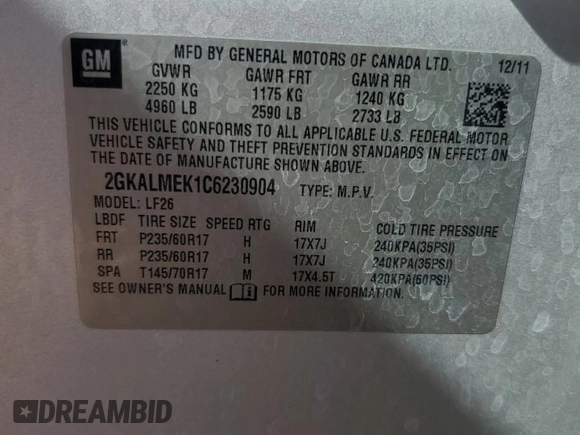 GM
MFD BY GENERAL MOTORS OF CANADA LTD.
12/11
GVWR GAWR FRT GAWR RR
2250 KG 1175 KG 1240 KG
4960 LB 2590 LB 2733 LB
THIS VEHICLE CONFORMS TO ALL APPLICABLE U.S. FEDERAL MOTOR
VEHICLE SAFETY AND THEFT PREVENTION STANDARDS IN EFFECT ON
THE DATE OF MANUFACTURE SHOWN ABOVE.
2GKALMEK1C6230904 TYPE: M.P.V.
MODEL: LF26
LBDF TIRE SIZE SPEED RTG RIM COLD TIRE PRESSURE
FRT P235/60R17 H 17X7J 240KPA(35PSI)
RR P235/60R17 H 17X7J 240KPA(35PSI)
SPA T145/70R17 M 17X4.5T 420KPA(60PSI)
SEE OWNER'S MANUAL i FOR MORE INFORMATION.
DREAMBID